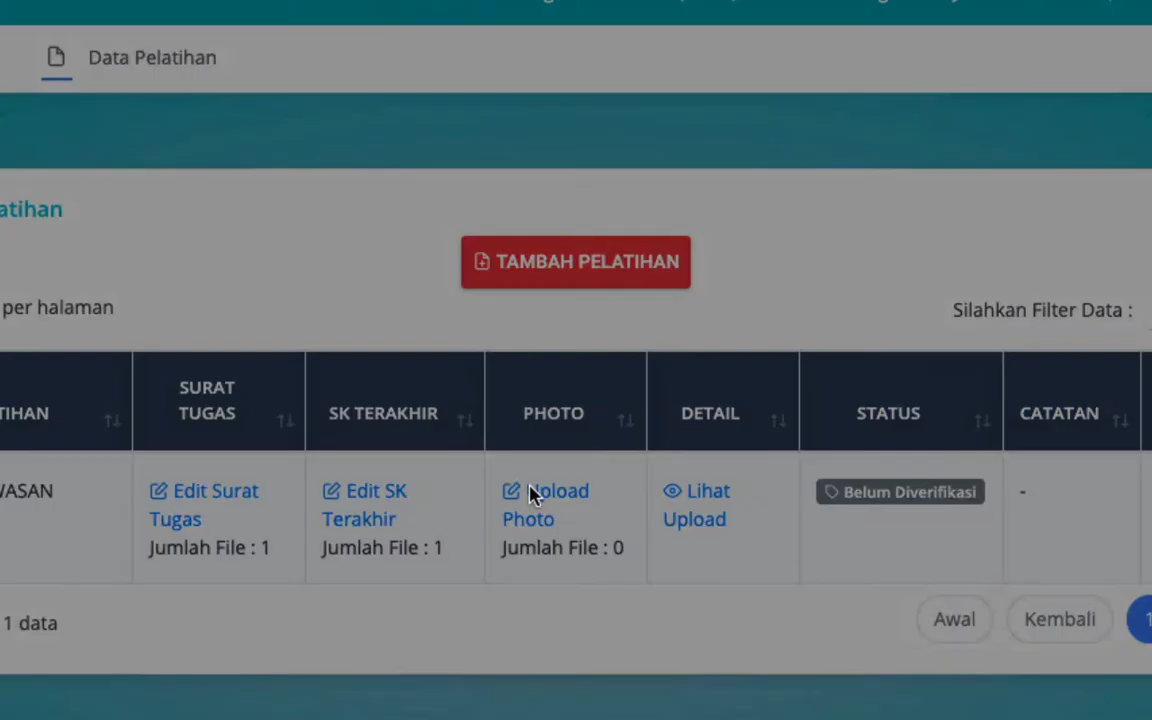 Data Pelatihan
atihan
TAMBAH PELATIHAN
per halaman
Silahkan Filter Data :
TIHAN
SURAT TUGAS
SK TERAKHIR
PHOTO
DETAIL
STATUS
CATATAN
WASAN
Edit Surat
Tugas
Jumlah File : 1
Edit SK
Terakhir
Jumlah File : 1
Upload
Photo
Jumlah File : 0
Lihat
Upload
Belum Diverifikasi
-
1 data
Awal
Kembali
1